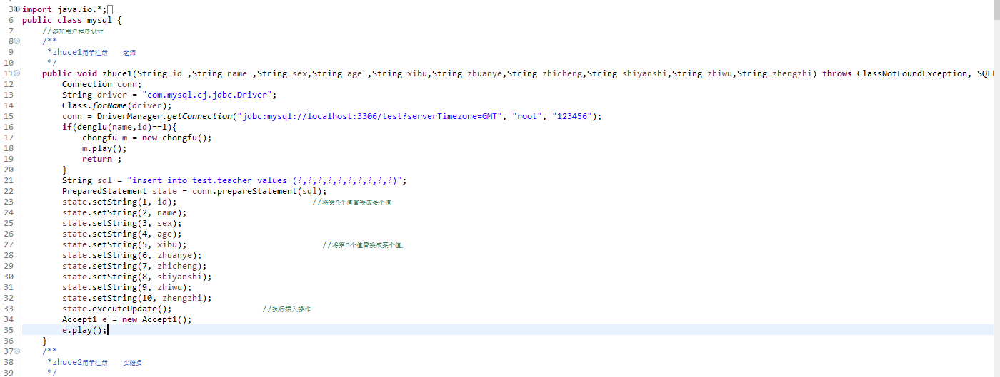 3 import java.io.*;
6 public class mysql {
7 //添加用户程序设计
8 /**
9 *zhuce1用于注册 老师
10 */
11 public void zhuce1(String id ,String name ,String sex,String age ,String xibu,String zhuanye,String zhicheng,String shiyanshi,String zhiwu,String zhengzhi) throws ClassNotFoundException, SQL
12 Connection conn;
13 String driver = "com.mysql.cj.jdbc.Driver";
14 Class.forName(driver);
15 conn = DriverManager.getConnection("jdbc:mysql://localhost:3306/test?serverTimezone=GMT", "root", "123456");
16 if(denglu(name,id)==1){
17 chongfu m = new chongfu();
18 m.play();
19 return ;
20 }
21 String sql = "insert into test.teacher values (?,?,?,?,?,?,?,?,?,?)";
22 PreparedStatement state = conn.prepareStatement(sql);
23 state.setString(1, id); //将第n个值替换成某个值
24 state.setString(2, name);
25 state.setString(3, sex);
26 state.setString(4, age);
27 state.setString(5, xibu); //将第n个值替换成某个值
28 state.setString(6, zhuanye);
29 state.setString(7, zhicheng);
30 state.setString(8, shiyanshi);
31 state.setString(9, zhiwu);
32 state.setString(10, zhengzhi);
33 state.executeUpdate(); //执行插入操作
34 Accept1 e = new Accept1();
35 e.play();
36 }
37 /**
38 *zhuce2用于注册 实验员
39 */